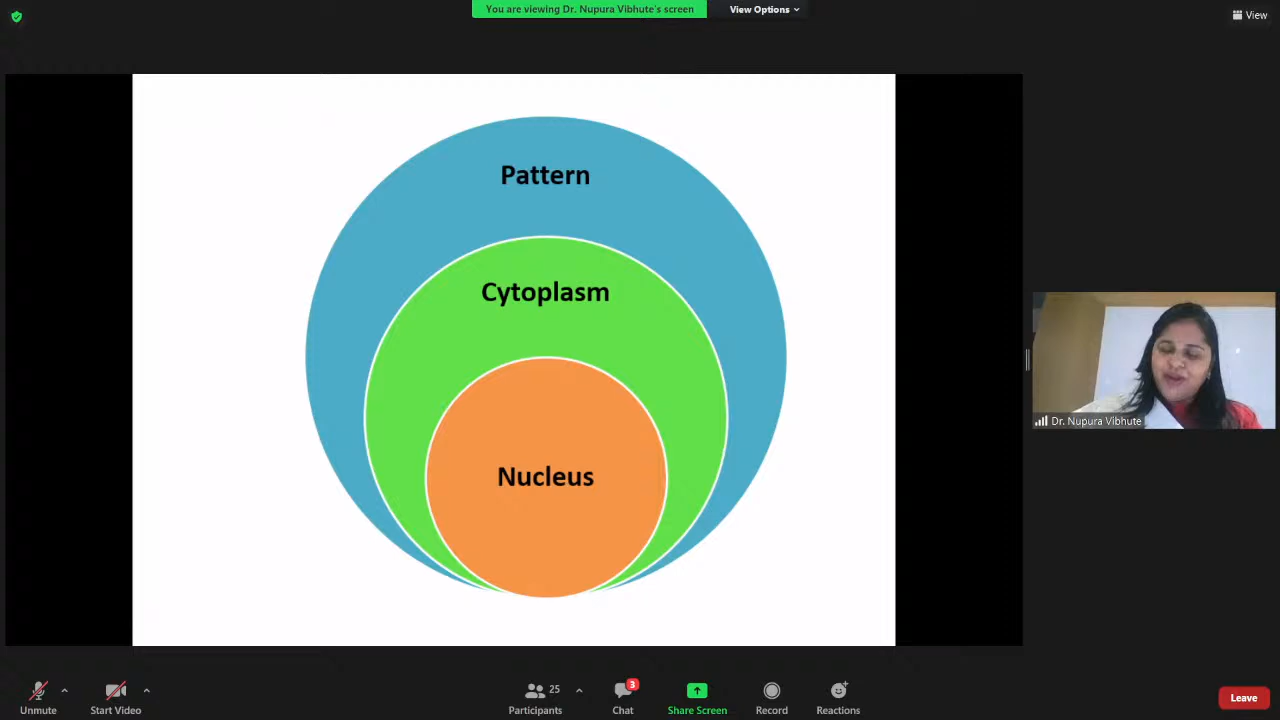 You are viewing Dr. Nupura Vibhute's screen
View Options
View
Pattern
Cytoplasm
Nucleus
Dr. Nupura Vibhute
Unmute
Start Video
25
Participants
3
Chat
Share Screen
Record
Reactions
Leave